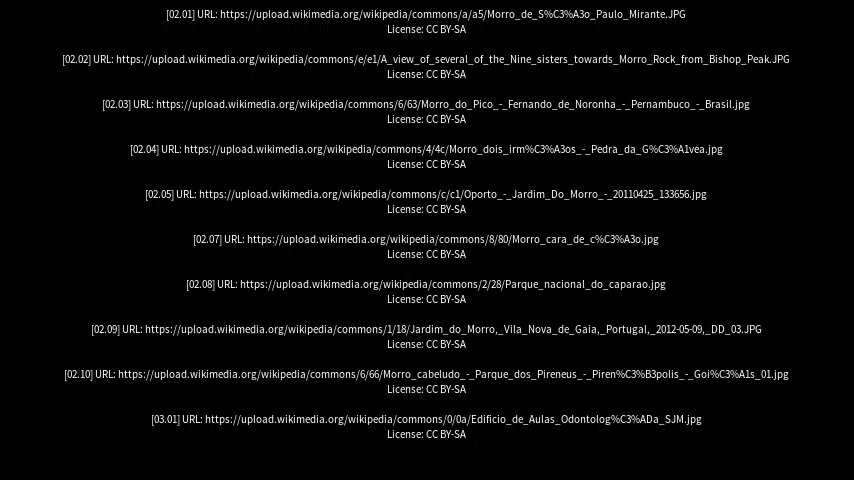 [02.01] URL: https://upload.wikimedia.org/wikipedia/commons/a/a5/Morro_de_S%C3%A3o_Paulo_Mirante.JPG
License: CC BY-SA
[02.02] URL: https://upload.wikimedia.org/wikipedia/commons/e/e1/A_view_of_several_of_the_Nine_sisters_towards_Morro_Rock_from_Bishop_Peak.JPG
License: CC BY-SA
[02.03] URL: https://upload.wikimedia.org/wikipedia/commons/6/63/Morro_do_Pico_-_Fernando_de_Noronha_-_Pernambuco_-_Brasil.jpg
License: CC BY-SA
[02.04] URL: https://upload.wikimedia.org/wikipedia/commons/4/4c/Morro_dois_irm%C3%A3os_-_Pedra_da_G%C3%A1vea.jpg
License: CC BY-SA
[02.05] URL: https://upload.wikimedia.org/wikipedia/commons/c/c1/Oporto_-_Jardim_Do_Morro_-_20110425_133656.jpg
License: CC BY-SA
[02.07] URL: https://upload.wikimedia.org/wikipedia/commons/8/80/Morro_cara_de_c%C3%A3o.jpg
License: CC BY-SA
[02.08] URL: https://upload.wikimedia.org/wikipedia/commons/2/28/Parque_nacional_do_caparao.jpg
License: CC BY-SA
[02.09] URL: https://upload.wikimedia.org/wikipedia/commons/1/18/Jardim_do_Morro,_Vila_Nova_de_Gaia,_Portugal,_2012-05-09,_DD_03.JPG
License: CC BY-SA
[02.10] URL: https://upload.wikimedia.org/wikipedia/commons/6/66/Morro_cabeludo_-_Parque_dos_Pireneus_-_Piren%C3%B3polis_-_Goi%C3%A1s_01.jpg
License: CC BY-SA
[03.01] URL: https://upload.wikimedia.org/wikipedia/commons/0/0a/Edificio_de_Aulas_Odontolog%C3%ADa_SJM.jpg
License: CC BY-SA